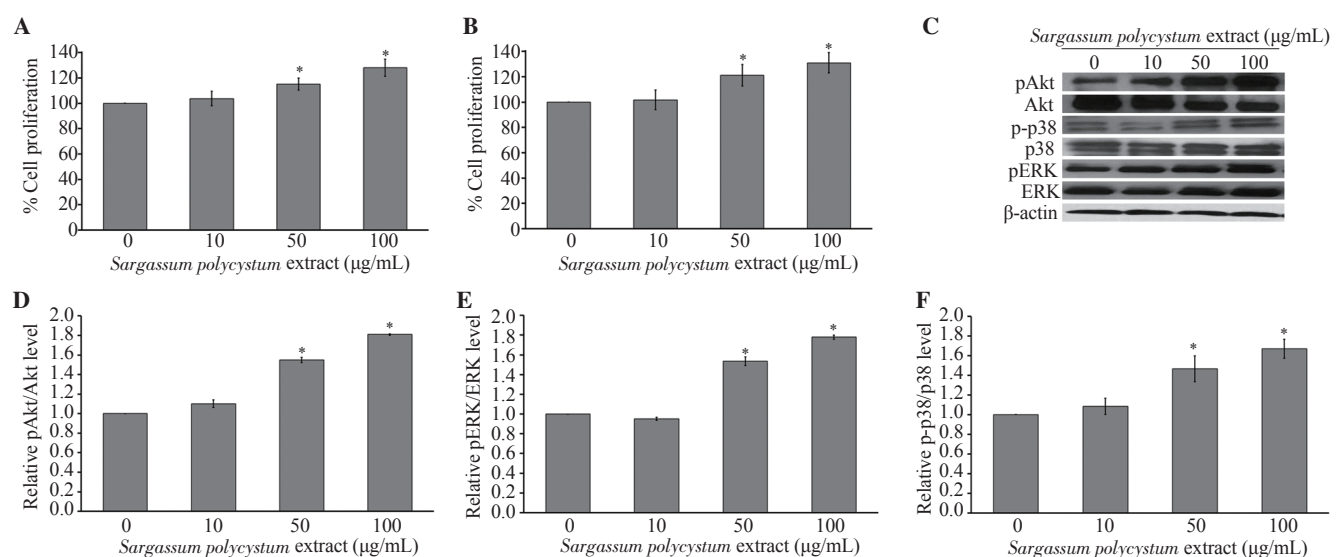 A
140
120
100
80
60
40
20
0
% Cell proliferation
*
*
0 10 50 100
Sargassum polycystum extract (μg/mL)
B
140
120
100
80
60
40
20
0
% Cell proliferation
*
*
0 10 50 100
Sargassum polycystum extract (μg/mL)
C
Sargassum polycystum extract (μg/mL)
0 10 50 100
pAkt
Akt
p-p38
p38
pERK
ERK
β-actin
D
2.0
1.8
1.6
1.4
1.2
1.0
0.8
0.6
0.4
0.2
0.0
Relative pAkt/Akt level
*
*
0 10 50 100
Sargassum polycystum extract (μg/mL)
E
2.0
1.8
1.6
1.4
1.2
1.0
0.8
0.6
0.4
0.2
0.0
Relative pERK/ERK level
*
*
0 10 50 100
Sargassum polycystum extract (μg/mL)
F
2.0
1.8
1.6
1.4
1.2
1.0
0.8
0.6
0.4
0.2
0.0
Relative p-p38/p38 level
*
*
0 10 50 100
Sargassum polycystum extract (μg/mL)